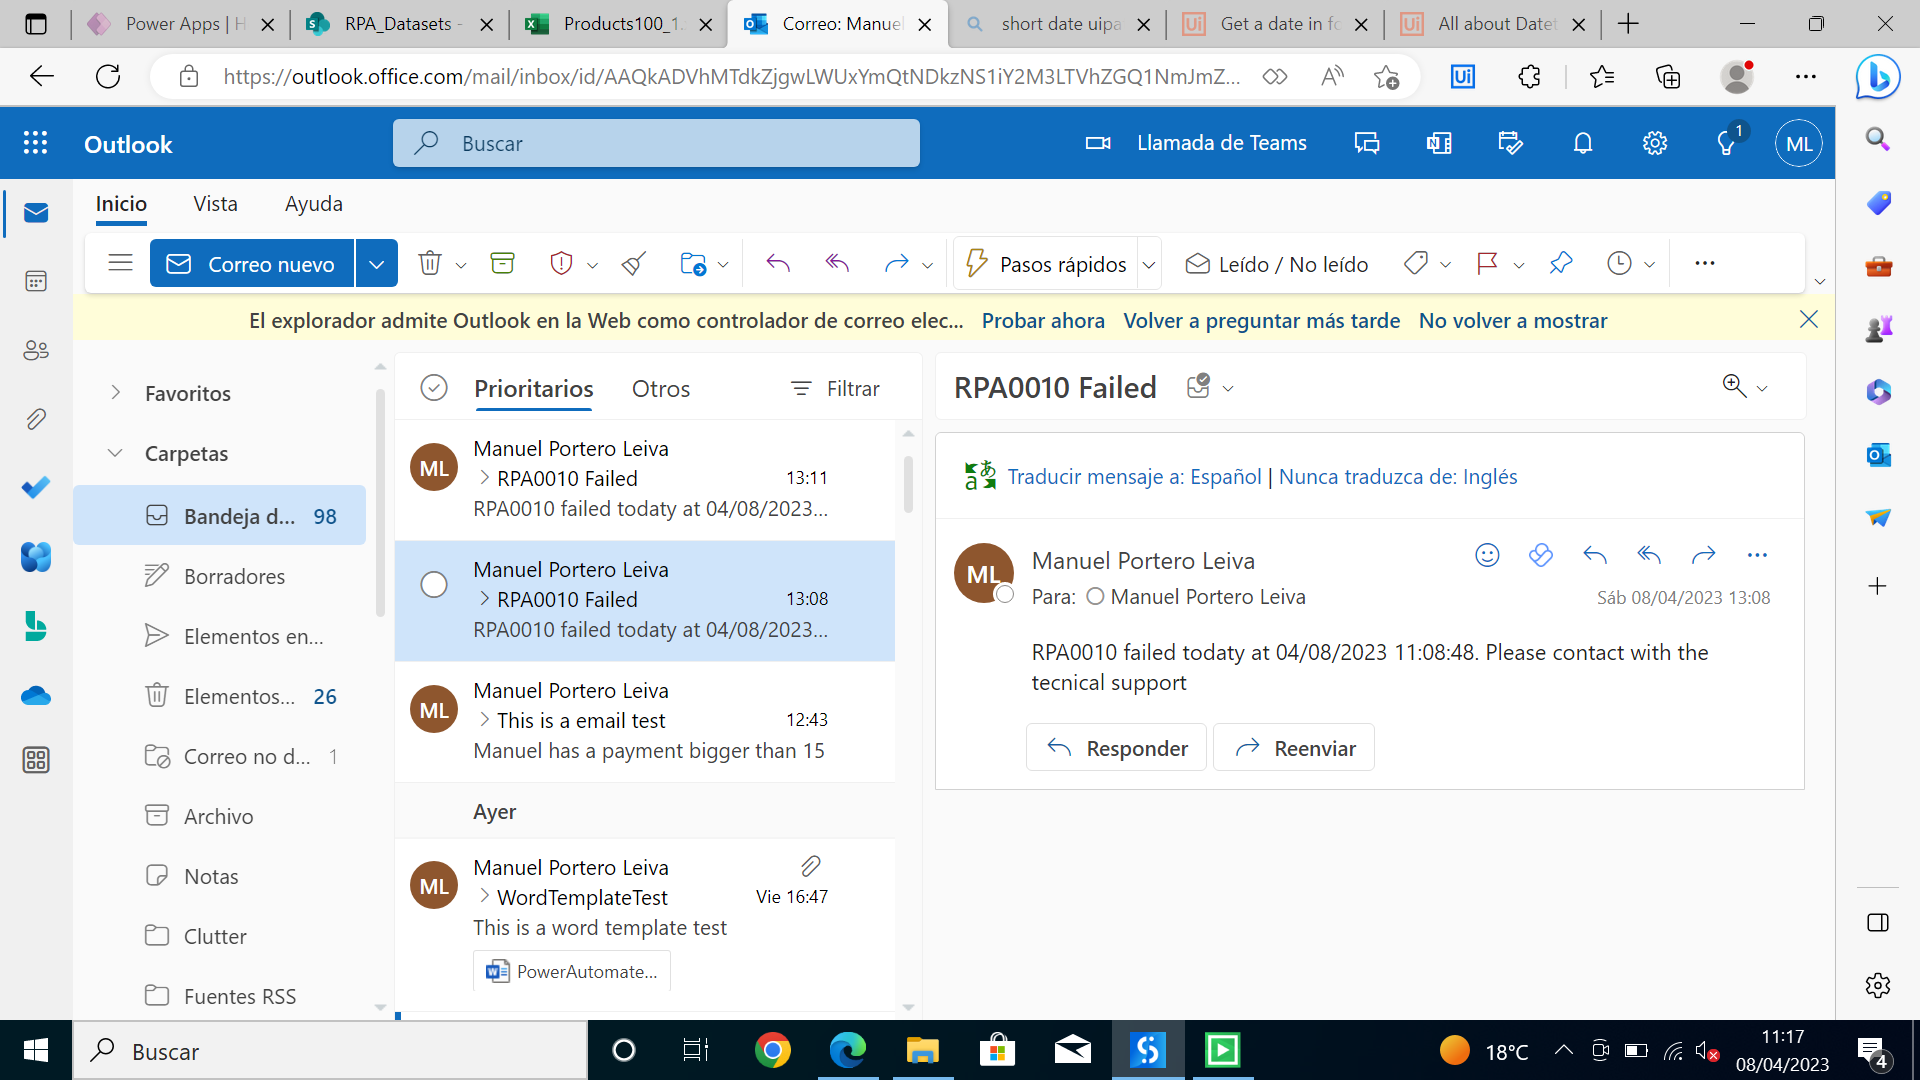 Power Apps | H
RPA_Datasets -
Products100_1.
Correo: Manuel
short date uipa
Get a date in fo
All about Datet
https://outlook.office.com/mail/inbox/id/AAQkADVhMTdkZjgwLWUxYmQtNDkzNS1iY2M3LTVhZGQ1NmJmZ...
Outlook
Buscar
Llamada de Teams
1
ML
Inicio
Vista
Ayuda
Correo nuevo
Pasos rápidos
Leído / No leído
El explorador admite Outlook en la Web como controlador de correo elec...
Probar ahora
Volver a preguntar más tarde
No volver a mostrar
Favoritos
Carpetas
Bandeja d... 98
Borradores
Elementos en...
Elementos... 26
Correo no d... 1
Archivo
Notas
Clutter
Fuentes RSS
Prioritarios
Otros
Filtrar
ML
Manuel Portero Leiva
RPA0010 Failed 13:11
RPA0010 failed todaty at 04/08/2023...
Manuel Portero Leiva
RPA0010 Failed 13:08
RPA0010 failed todaty at 04/08/2023...
ML
Manuel Portero Leiva
This is a email test 12:43
Manuel has a payment bigger than 15
Ayer
ML
Manuel Portero Leiva
WordTemplateTest Vie 16:47
This is a word template test
PowerAutomate...
RPA0010 Failed
Traducir mensaje a: Español | Nunca traduzca de: Inglés
ML
Manuel Portero Leiva
Para: Manuel Portero Leiva
Sáb 08/04/2023 13:08
RPA0010 failed todaty at 04/08/2023 11:08:48. Please contact with the
tecnical support
Responder
Reenviar
Buscar
18°C
11:17
08/04/2023
4